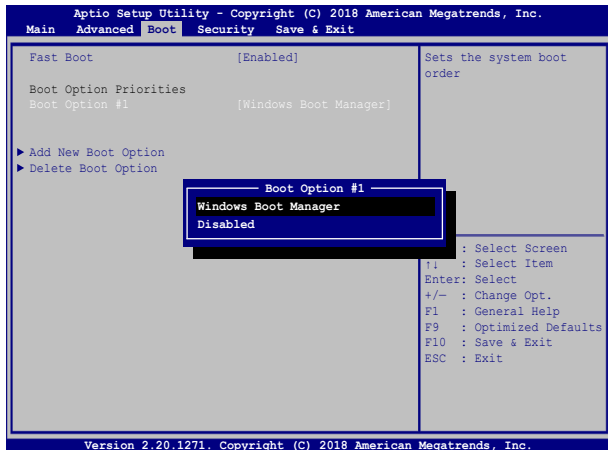 Aptio Setup Utility - Copyright (C) 2018 American Megatrends, Inc.
Main Advanced Boot Security Save & Exit
Fast Boot [Enabled]
Boot Option Priorities
Boot Option #1 [Windows Boot Manager]
▶ Add New Boot Option
▶ Delete Boot Option
Sets the system boot
order
Boot Option #1
Windows Boot Manager
Disabled
: Select Screen
↑↓ : Select Item
Enter: Select
+/— : Change Opt.
F1 : General Help
F9 : Optimized Defaults
F10 : Save & Exit
ESC : Exit
Version 2.20.1271. Copyright (C) 2018 American Megatrends, Inc.